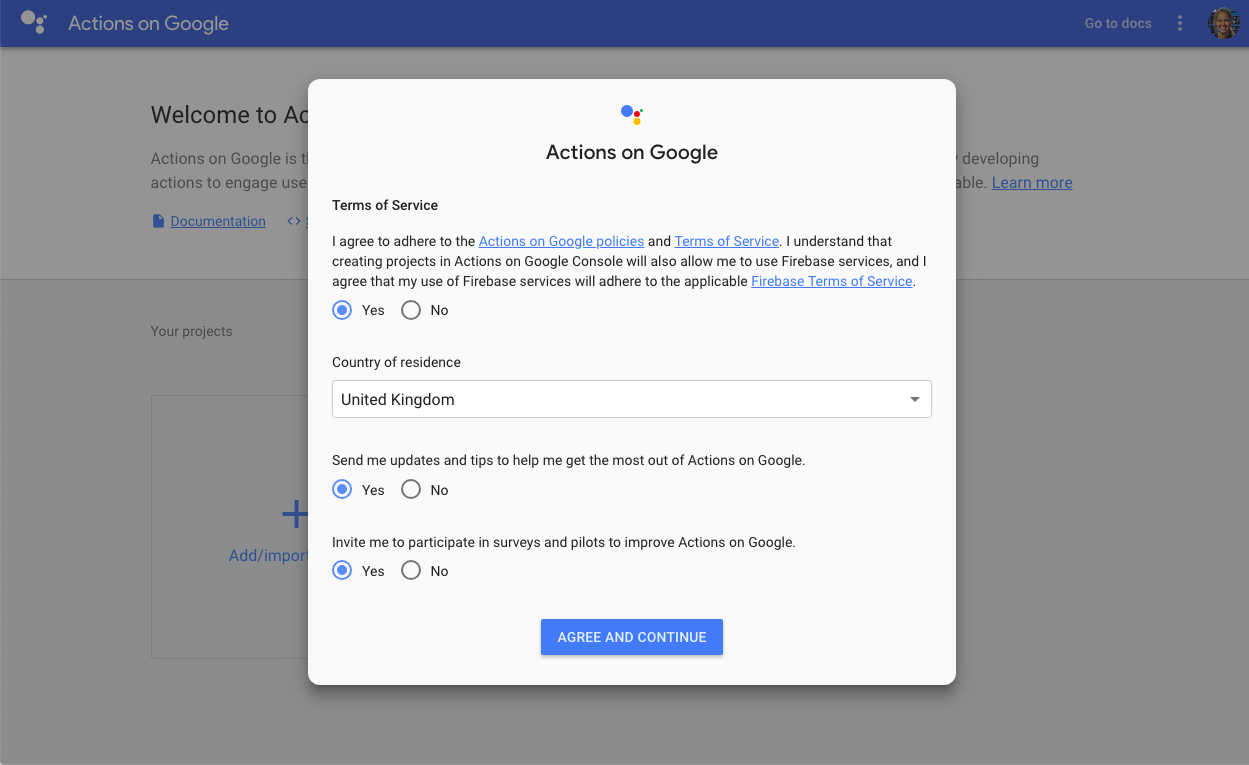 Actions on Google
Go to docs
Welcome to Ac
Actions on Google is t
developing
actions to engage use
able. Learn more
Documentation
Your projects
Add/import
Actions on Google
Terms of Service
I agree to adhere to the Actions on Google policies and Terms of Service. I understand that
creating projects in Actions on Google Console will also allow me to use Firebase services, and I
agree that my use of Firebase services will adhere to the applicable Firebase Terms of Service.
Yes No
Country of residence
United Kingdom
Send me updates and tips to help me get the most out of Actions on Google.
Yes No
Invite me to participate in surveys and pilots to improve Actions on Google.
Yes No
AGREE AND CONTINUE